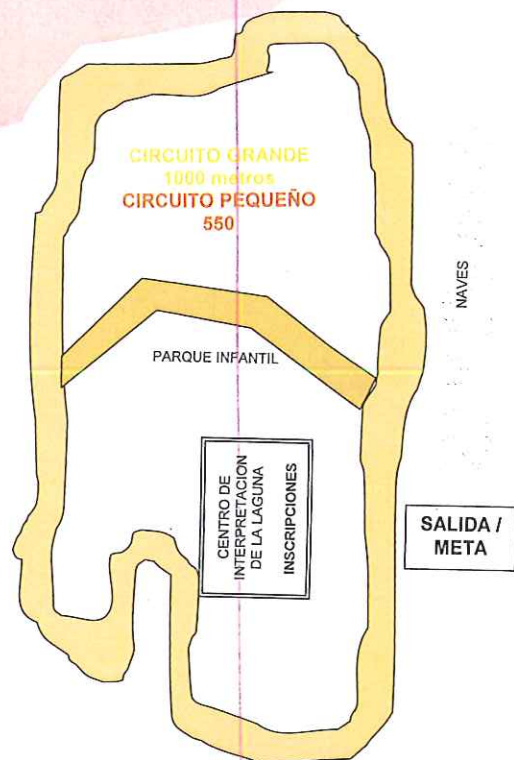 CIRCUITO GRANDE
1000 metros
CIRCUITO PEQUEÑO
550
NAVES
PARQUE INFANTIL
CENTRO DE
INTERPRETACION
DE LA LAGUNA
INSCRIPCIONES
SALIDA /
META